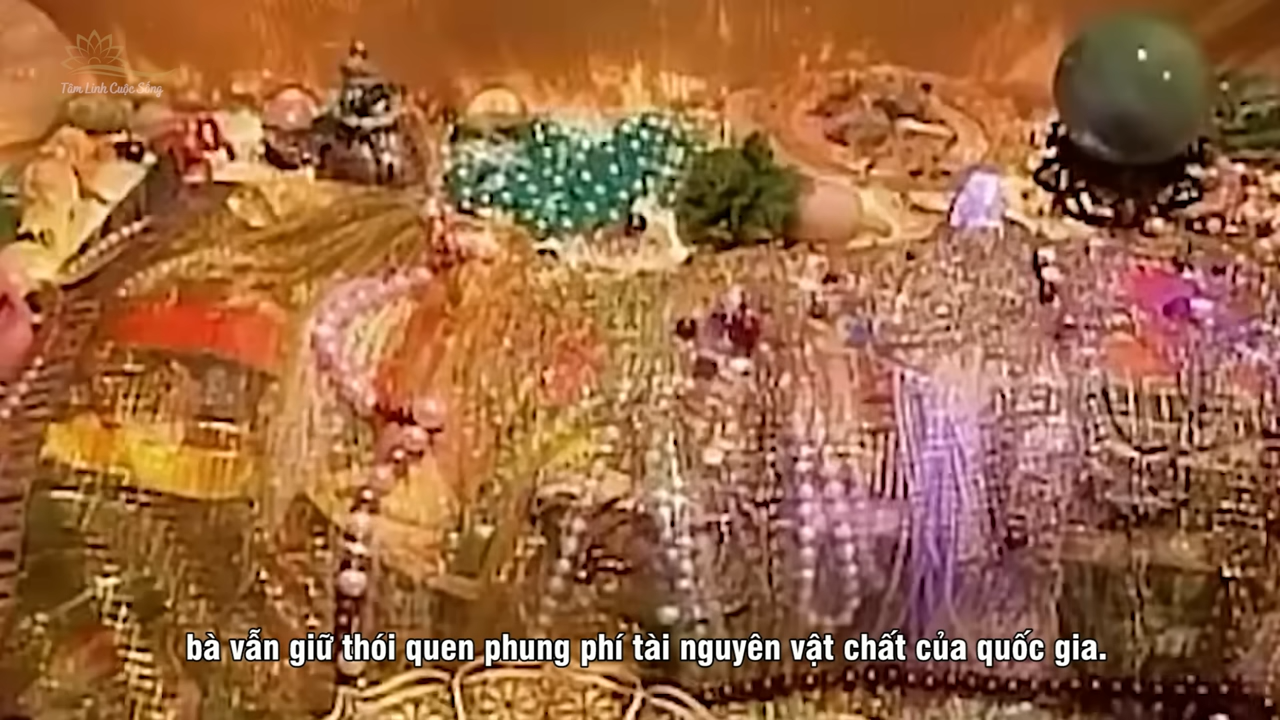 Tâm Linh Cuộc Sống
bà vẫn giữ thói quen phung phí tài nguyên vật chất của quốc gia.